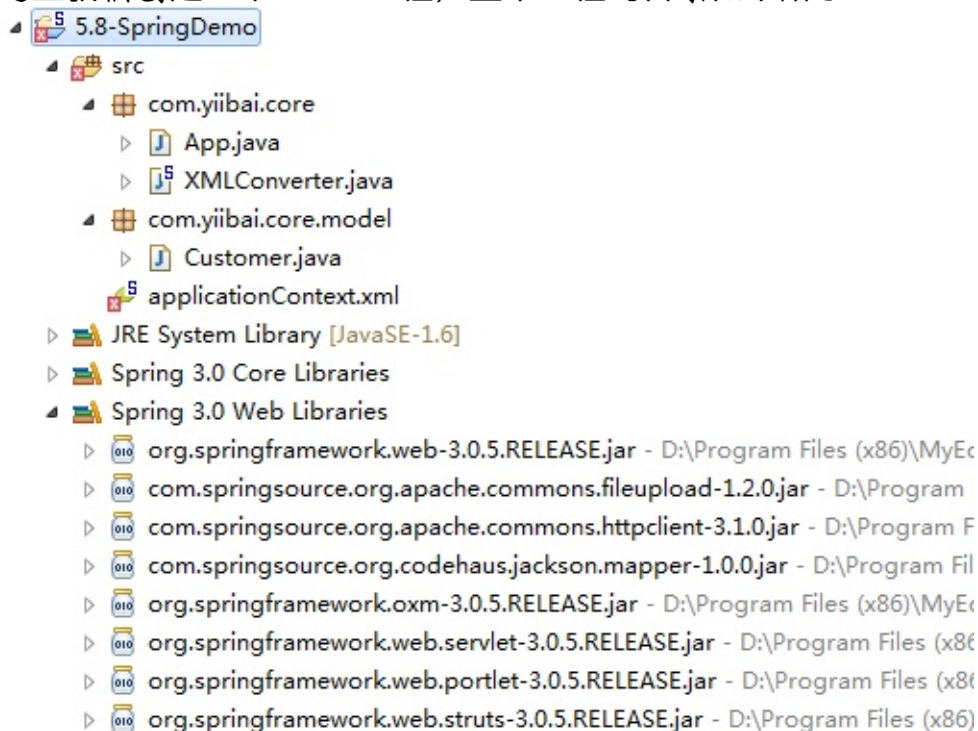 5.8-SpringDemo
src
com.yiibai.core
App.java
XMLConverter.java
com.yiibai.core.model
Customer.java
applicationContext.xml
JRE System Library [JavaSE-1.6]
Spring 3.0 Core Libraries
Spring 3.0 Web Libraries
org.springframework.web-3.0.5.RELEASE.jar - D:\Program Files (x86)\MyEc
com.springsource.org.apache.commons.fileupload-1.2.0.jar - D:\Program
com.springsource.org.apache.commons.httpclient-3.1.0.jar - D:\Program F
com.springsource.org.codehaus.jackson.mapper-1.0.0.jar - D:\Program Fil
org.springframework.oxm-3.0.5.RELEASE.jar - D:\Program Files (x86)\MyEc
org.springframework.web.servlet-3.0.5.RELEASE.jar - D:\Program Files (x86
org.springframework.web.portlet-3.0.5.RELEASE.jar - D:\Program Files (x86
org.springframework.web.struts-3.0.5.RELEASE.jar - D:\Program Files (x86)